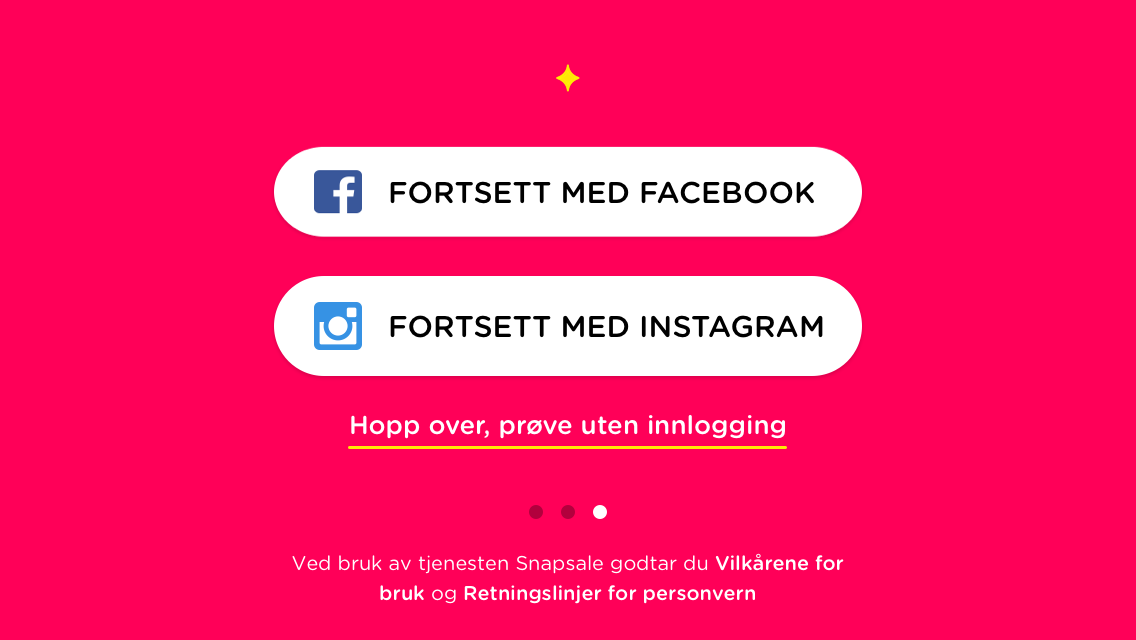 FORTSETT MED FACEBOOK
FORTSETT MED INSTAGRAM
Hopp over, prøve uten innlogging
Ved bruk av tjenesten Snapsale godtar du Vilkårene for
bruk og Retningslinjer for personvern